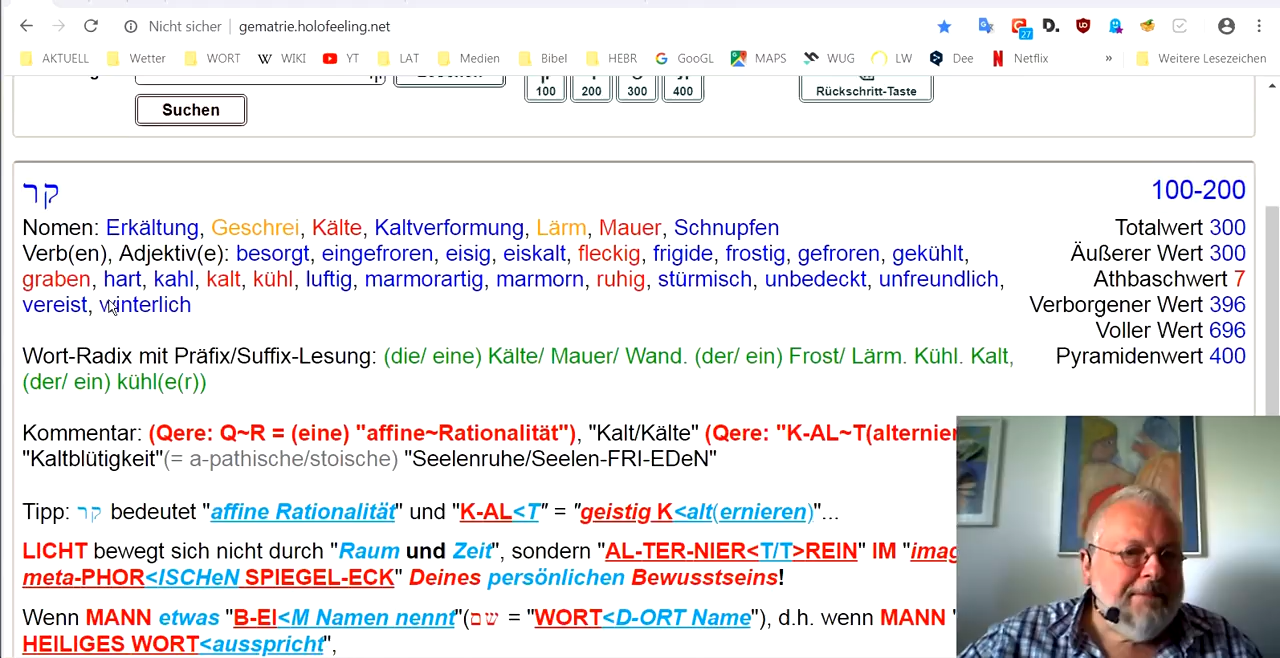 Nicht sicher | gematrie.holofeeling.net
27 D.
AKTUELL Wetter WORT W WIKI YT LAT Medien Bibel HEBR GooGL MAPS WUG LW Dee Netflix » Weitere Lesezeichen
100 200 300 400 Rückschritt-Taste
Suchen
קר 100-200
Nomen: Erkältung, Geschrei, Kälte, Kaltverformung, Lärm, Mauer, Schnupfen Totalwert 300
Verb(en), Adjektiv(e): besorgt, eingefroren, eisig, eiskalt, fleckig, frigide, frostig, gefroren, gekühlt, Äußerer Wert 300
graben, hart, kahl, kalt, kühl, luftig, marmorartig, marmorn, ruhig, stürmisch, unbedeckt, unfreundlich, Athbaschwert 7
vereist, winterlich Verborgener Wert 396
Voller Wert 696
Wort-Radix mit Präfix/Suffix-Lesung: (die/ eine) Kälte/ Mauer/ Wand. (der/ ein) Frost/ Lärm. Kühl. Kalt, Pyramidenwert 400
(der/ ein) kühl(e(r))
Kommentar: (Qere: Q~R = (eine) "affine~Rationalität"), "Kalt/Kälte" (Qere: "K-AL~T(alternier
"Kaltblütigkeit"(= a-pathische/stoische) "Seelenruhe/Seelen-FRI-EDeN"
Tipp: קר bedeutet "affine Rationalität" und "K-AL<T" = "geistig K<alt(ernieren)"...
LICHT bewegt sich nicht durch "Raum und Zeit", sondern "AL-TER-NIER<T/T>REIN" IM "imag
meta-PHOR<ISCHeN SPIEGEL-ECK" Deines persönlichen Bewusstseins!
Wenn MANN etwas "B-EI<M Namen nennt"(שם = "WORT<D-ORT Name"), d.h. wenn MANN "
HEILIGES WORT<ausspricht",